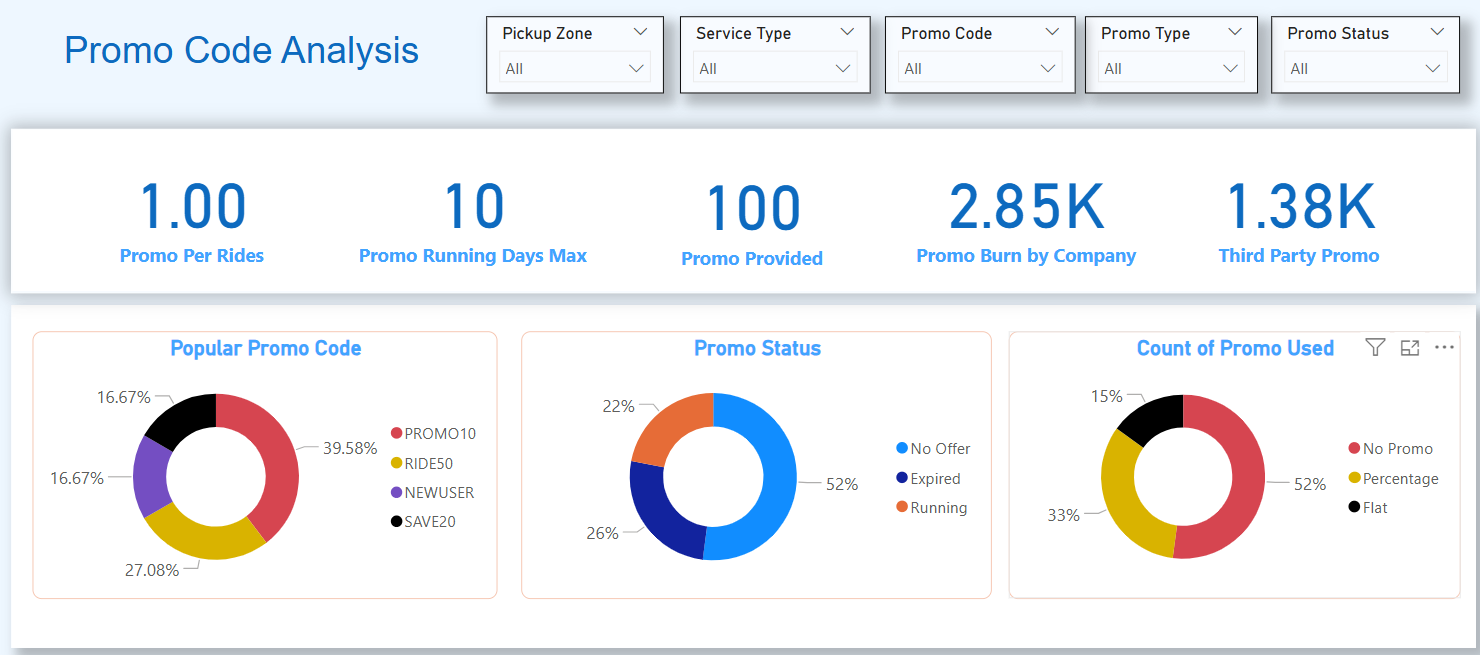 Promo Code Analysis
Pickup Zone
All
Service Type
All
Promo Code
All
Promo Type
All
Promo Status
All
1.00
Promo Per Rides
10
Promo Running Days Max
100
Promo Provided
2.85K
Promo Burn by Company
1.38K
Third Party Promo
Popular Promo Code
16.67%
39.58%
16.67%
27.08%
PROMO10
RIDE50
NEWUSER
SAVE20
Promo Status
22%
52%
26%
No Offer
Expired
Running
Count of Promo Used
15%
52%
33%
No Promo
Percentage
Flat